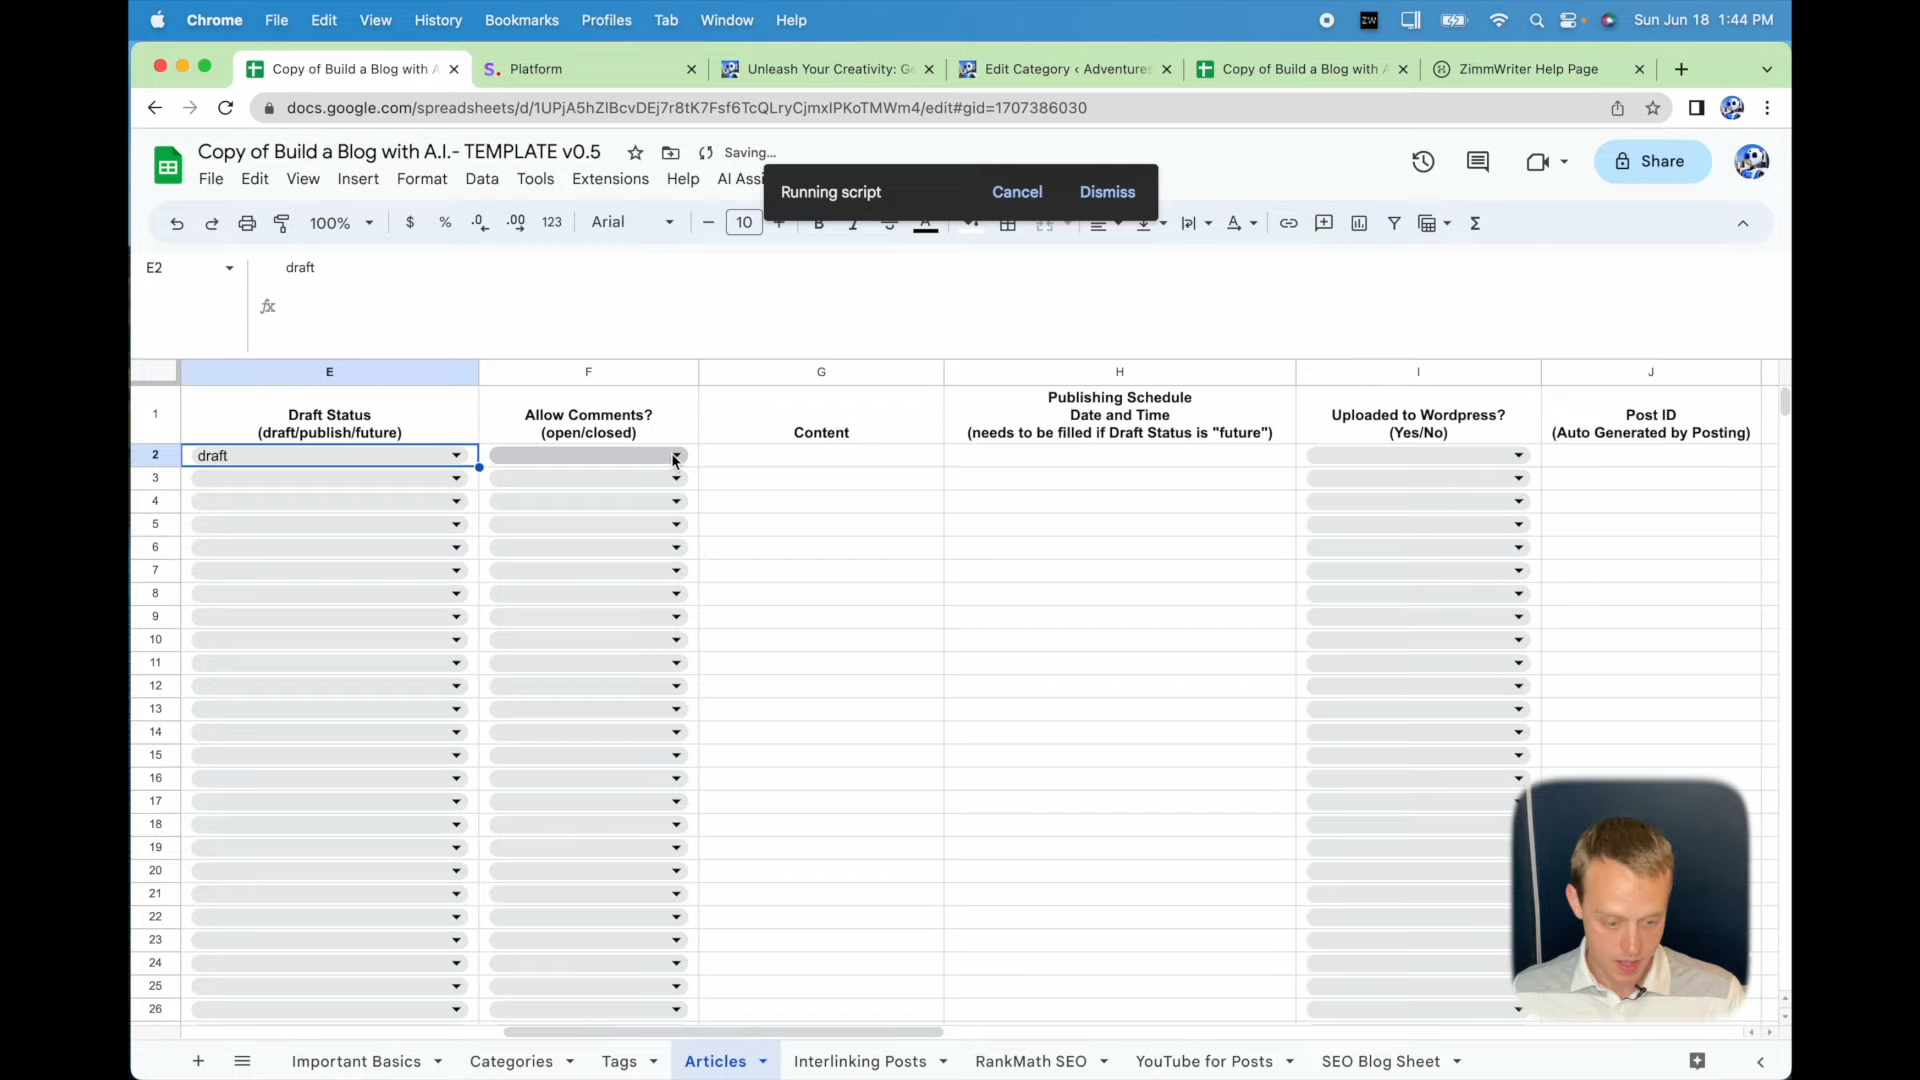 Chrome File Edit View History Bookmarks Profiles Tab Window Help
ZW Sun Jun 18 1:44 PM
Copy of Build a Blog with A
S. Platform
Unleash Your Creativity: Ge
Edit Category ‹ Adventures
Copy of Build a Blog with A
ZimmWriter Help Page
docs.google.com/spreadsheets/d/1UPjA5hZIBcvDEj7r8tK7Fsf6TcQLryCjmxIPKoTMWm4/edit#gid=1707386030
Copy of Build a Blog with A.I.- TEMPLATE v0.5 Saving...
Share
File Edit View Insert Format Data Tools Extensions Help AI Assi
Running script Cancel Dismiss
100% $ % .0 .00 123 Arial 10 B I S A A Σ
E2 draft
fx
E F G H I J
1
Draft Status
(draft/publish/future)
Allow Comments?
(open/closed)
Content
Publishing Schedule
Date and Time
(needs to be filled if Draft Status is "future")
Uploaded to Wordpress?
(Yes/No)
Post ID
(Auto Generated by Posting)
2 draft
3
4
5
6
7
8
9
10
11
12
13
14
15
16
17
18
19
20
21
22
23
24
25
26
Important Basics Categories Tags Articles Interlinking Posts RankMath SEO YouTube for Posts SEO Blog Sheet